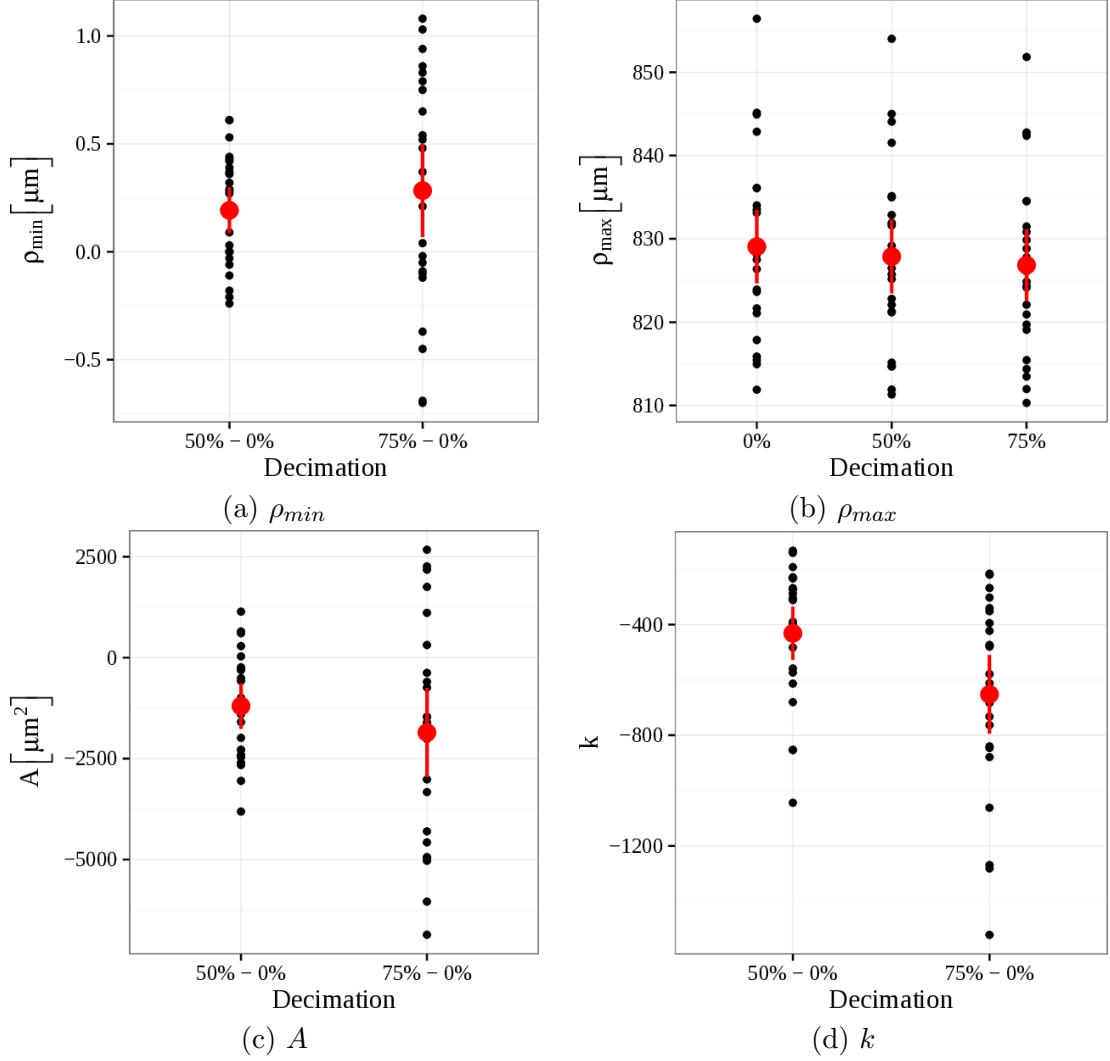 1.0
0.5
0.0
−0.5
ρmin [µm]
50% − 0%
75% − 0%
Decimation
(a) ρmin
850
840
830
820
810
ρmax [µm]
0%
50%
75%
Decimation
(b) ρmax
2500
0
−2500
−5000
A [µm²]
50% − 0%
75% − 0%
Decimation
(c) A
−400
−800
−1200
k
50% − 0%
75% − 0%
Decimation
(d) k